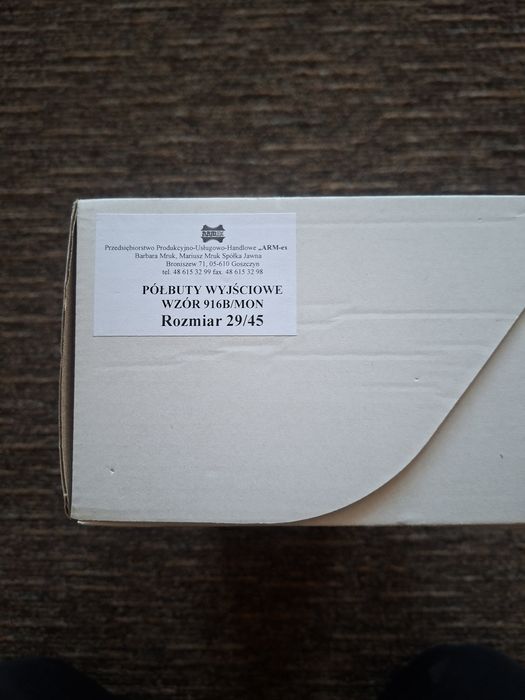 ARMEX
Przedsiębiorstwo Produkcyjno-Usługowo-Handlowe „ARM-ex
Barbara Mruk, Mariusz Mruk Spółka Jawna
Broniszew 71, 05-610 Goszczyn
tel. 48 615 32 99 fax. 48 615 32 98
PÓŁBUTY WYJŚCIOWE
WZÓR 916B/MON
Rozmiar 29/45